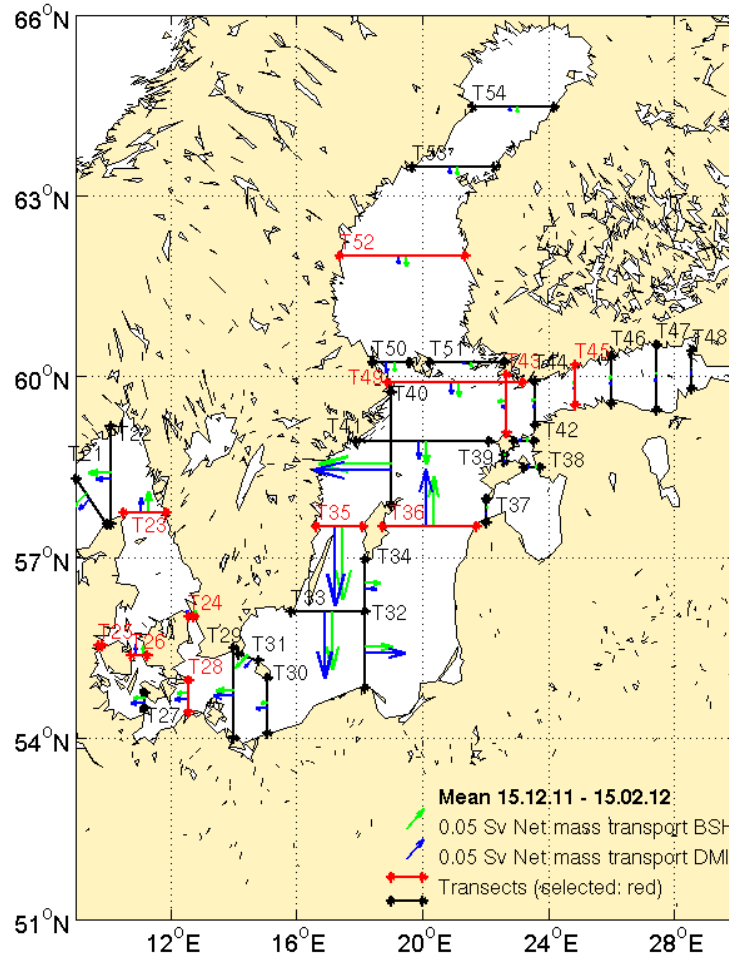 66°N
T54
T53
63°N
T52
T47
T48
T46
T50
T51
T43
T44
T45
60°N
T49
T40
T22
T41
T42
T21
T39
T38
T23
T35
T36
T37
57°N
T34
T24
T33
T32
T25
T26
T29
T31
T28
T30
T27
54°N
Mean 15.12.11 - 15.02.12
0.05 Sv Net mass transport BSH
0.05 Sv Net mass transport DMI
Transects (selected: red)
51°N
12°E
16°E
20°E
24°E
28°E